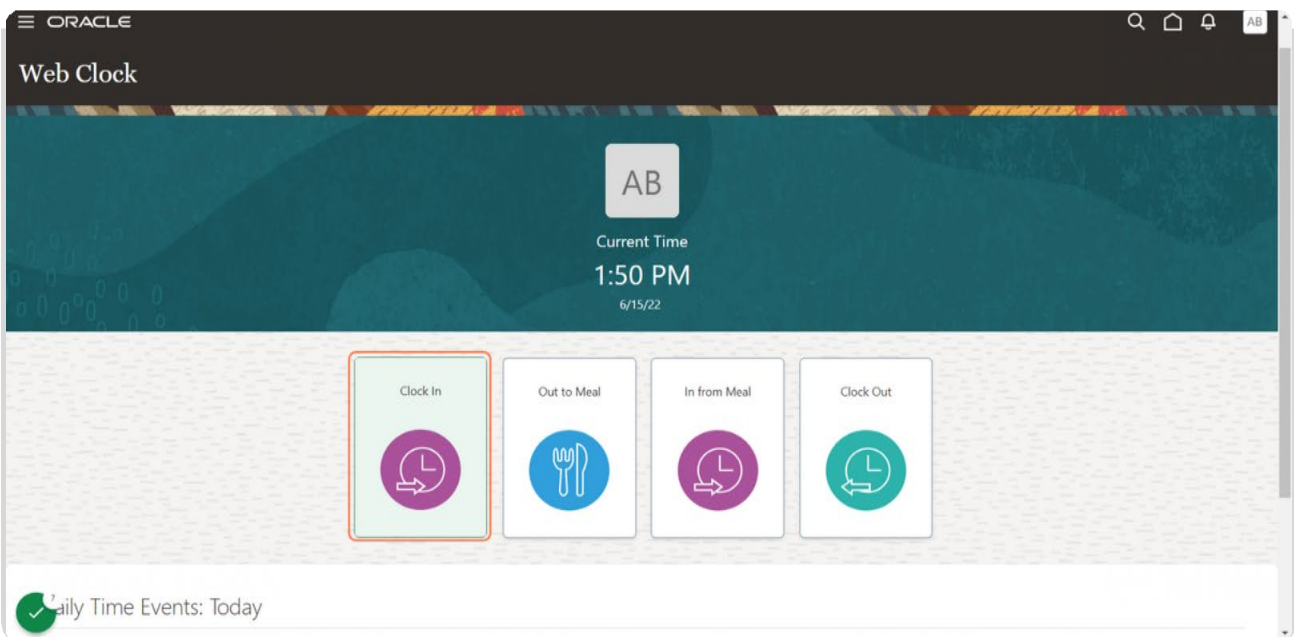 ORACLE
AB
Web Clock
AB
Current Time
1:50 PM
6/15/22
Clock In
Out to Meal
In from Meal
Clock Out
?
aily Time Events: Today